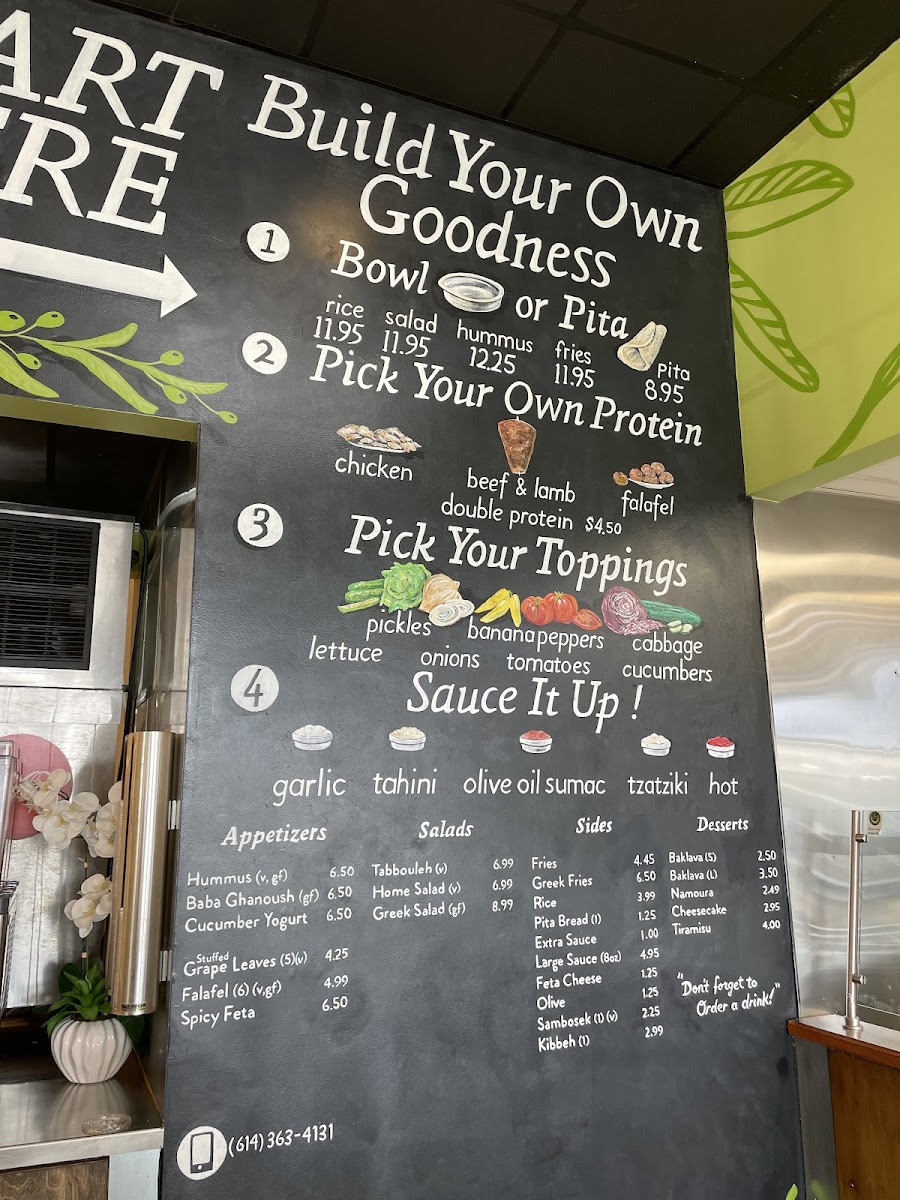 ART
ERE
Build Your Own
Goodness
1
Bowl or Pita
rice salad hummus fries pita
11.95 11.95 12.25 11.95 8.95
2
Pick Your Own Protein
chicken beef & lamb falafel
double protein $4.50
3
Pick Your Toppings
pickles banana peppers cabbage
lettuce onions tomatoes cucumbers
4
Sauce It Up !
garlic tahini olive oil sumac tzatziki hot
Appetizers
Hummus (v, gf) 6.50
Baba Ghanoush (gf) 6.50
Cucumber Yogurt 6.50
Stuffed
Grape Leaves (5)(v) 4.25
Falafel (6) (v,gf) 4.99
Spicy Feta 6.50
Salads
Tabbouleh (v) 6.99
Home Salad (v) 6.99
Greek Salad (gf) 8.99
Sides
Fries 4.45
Greek Fries 6.50
Rice 3.99
Pita Bread (1) 1.25
Extra Sauce 1.00
Large Sauce (8oz) 4.95
Feta Cheese 1.25
Olive 1.25
Sambosek (1) (v) 2.25
Kibbeh (1) 2.99
Desserts
Baklava (S) 2.50
Baklava (L) 3.50
Namoura 2.49
Cheesecake 2.95
Tiramisu 4.00
"Don't forget to
Order a drink!"
(614) 363-4131